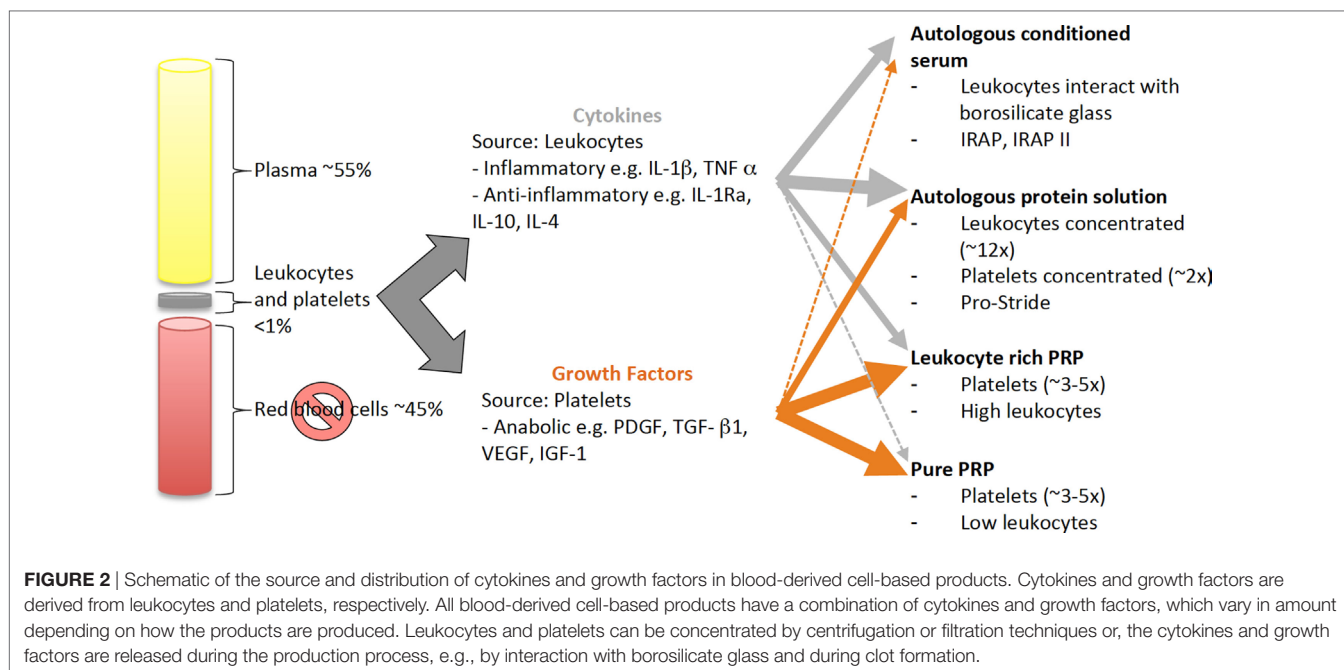 Plasma ~55%
Leukocytes
and platelets
<1%
Red blood cells ~45%
Cytokines
Source: Leukocytes
- Inflammatory e.g. IL-1β, TNF α
- Anti-inflammatory e.g. IL-1Ra,
IL-10, IL-4
Growth Factors
Source: Platelets
- Anabolic e.g. PDGF, TGF- β1,
VEGF, IGF-1
Autologous conditioned
serum
- Leukocytes interact with
borosilicate glass
- IRAP, IRAP II
Autologous protein solution
- Leukocytes concentrated
(~12x)
- Platelets concentrated (~2x)
- Pro-Stride
Leukocyte rich PRP
- Platelets (~3-5x)
- High leukocytes
Pure PRP
- Platelets (~3-5x)
- Low leukocytes
FIGURE 2 | Schematic of the source and distribution of cytokines and growth factors in blood-derived cell-based products. Cytokines and growth factors are
derived from leukocytes and platelets, respectively. All blood-derived cell-based products have a combination of cytokines and growth factors, which vary in amount
depending on how the products are produced. Leukocytes and platelets can be concentrated by centrifugation or filtration techniques or, the cytokines and growth
factors are released during the production process, e.g., by interaction with borosilicate glass and during clot formation.